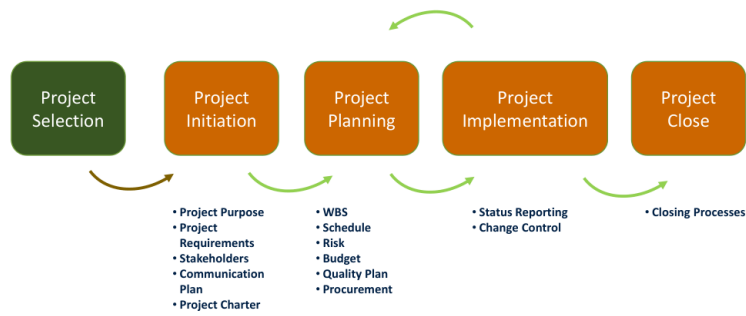 Project
Selection
Project
Initiation
Project
Planning
Project
Implementation
Project
Close
• Project Purpose
• Project
Requirements
• Stakeholders
• Communication
Plan
• Project Charter
• WBS
• Schedule
• Risk
• Budget
• Quality Plan
• Procurement
• Status Reporting
• Change Control
• Closing Processes